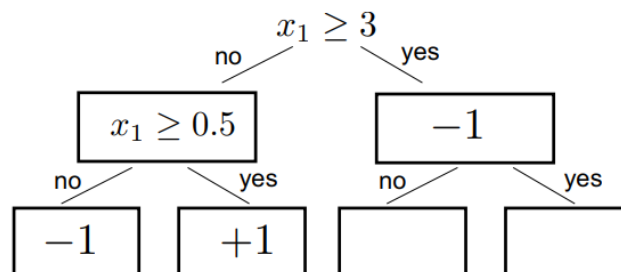 x₁ ≥ 3
no yes
x₁ ≥ 0.5 −1
no yes no yes
−1 +1